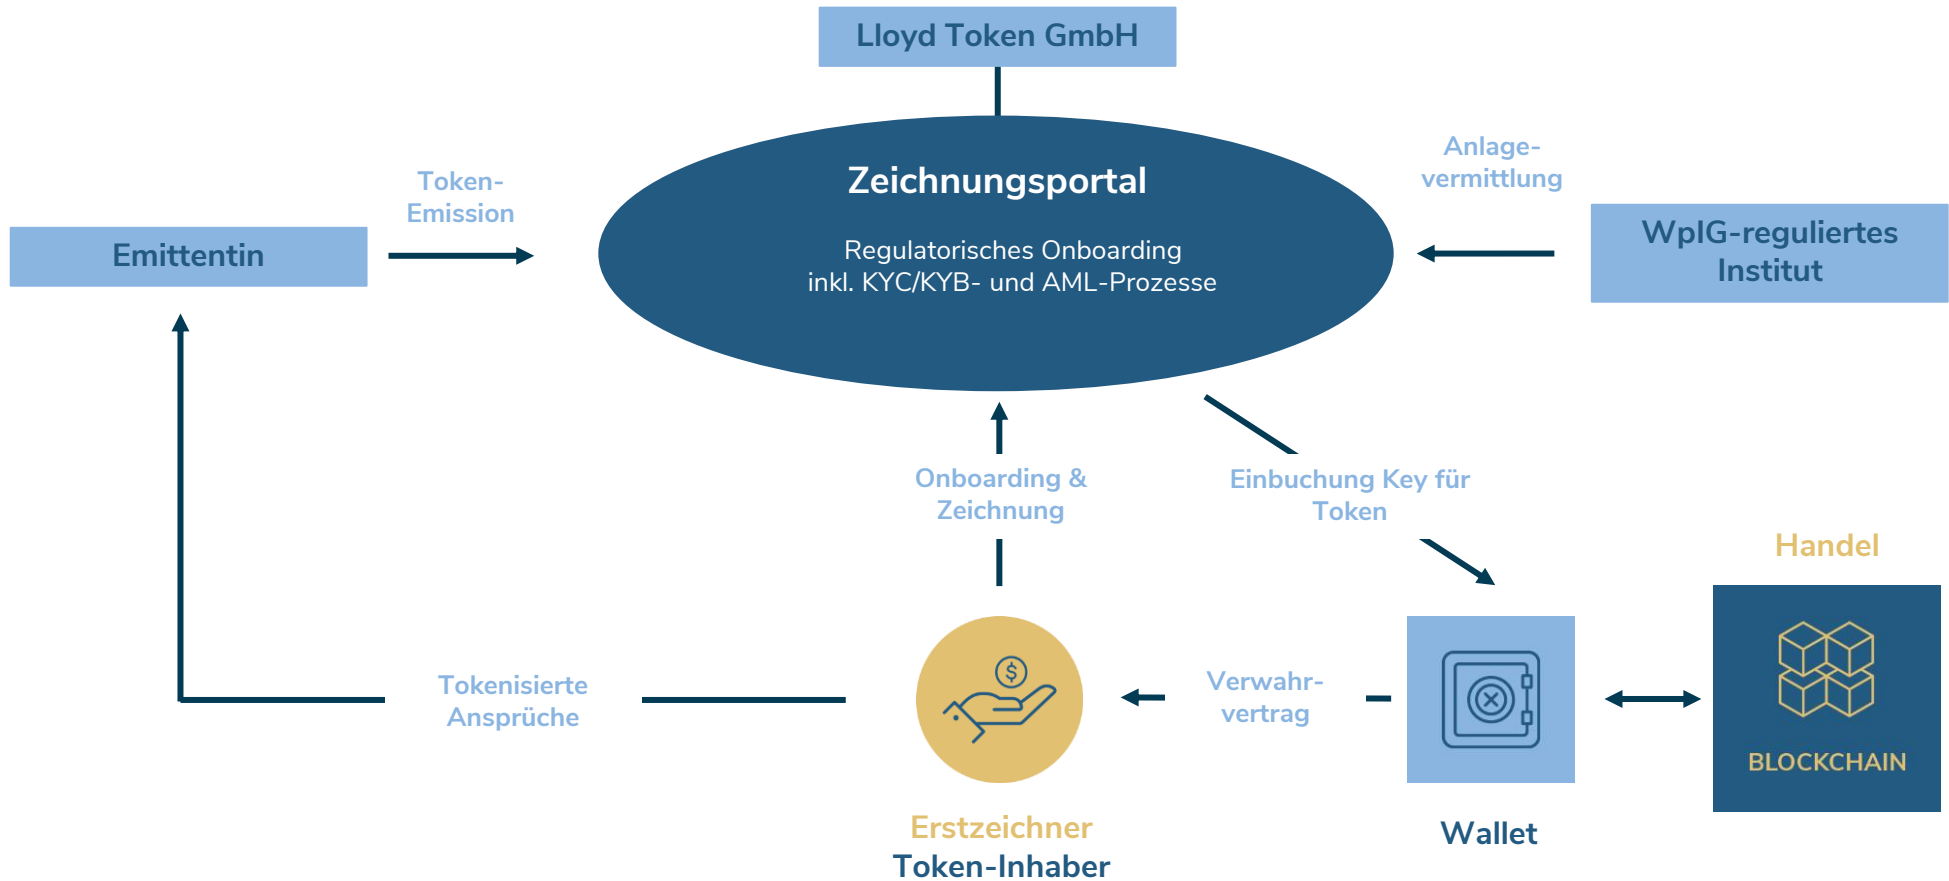 Lloyd Token GmbH
Zeichnungsportal
Regulatorisches Onboarding
inkl. KYC/KYB- und AML-Prozesse
Token-
Emission
Emittentin
Anlage-
vermittlung
WpIG-reguliertes
Institut
Onboarding &
Zeichnung
Einbuchung Key für
Token
Handel
BLOCKCHAIN
Tokenisierte
Ansprüche
$
Verwahr-
vertrag
Erstzeichner
Token-Inhaber
Wallet